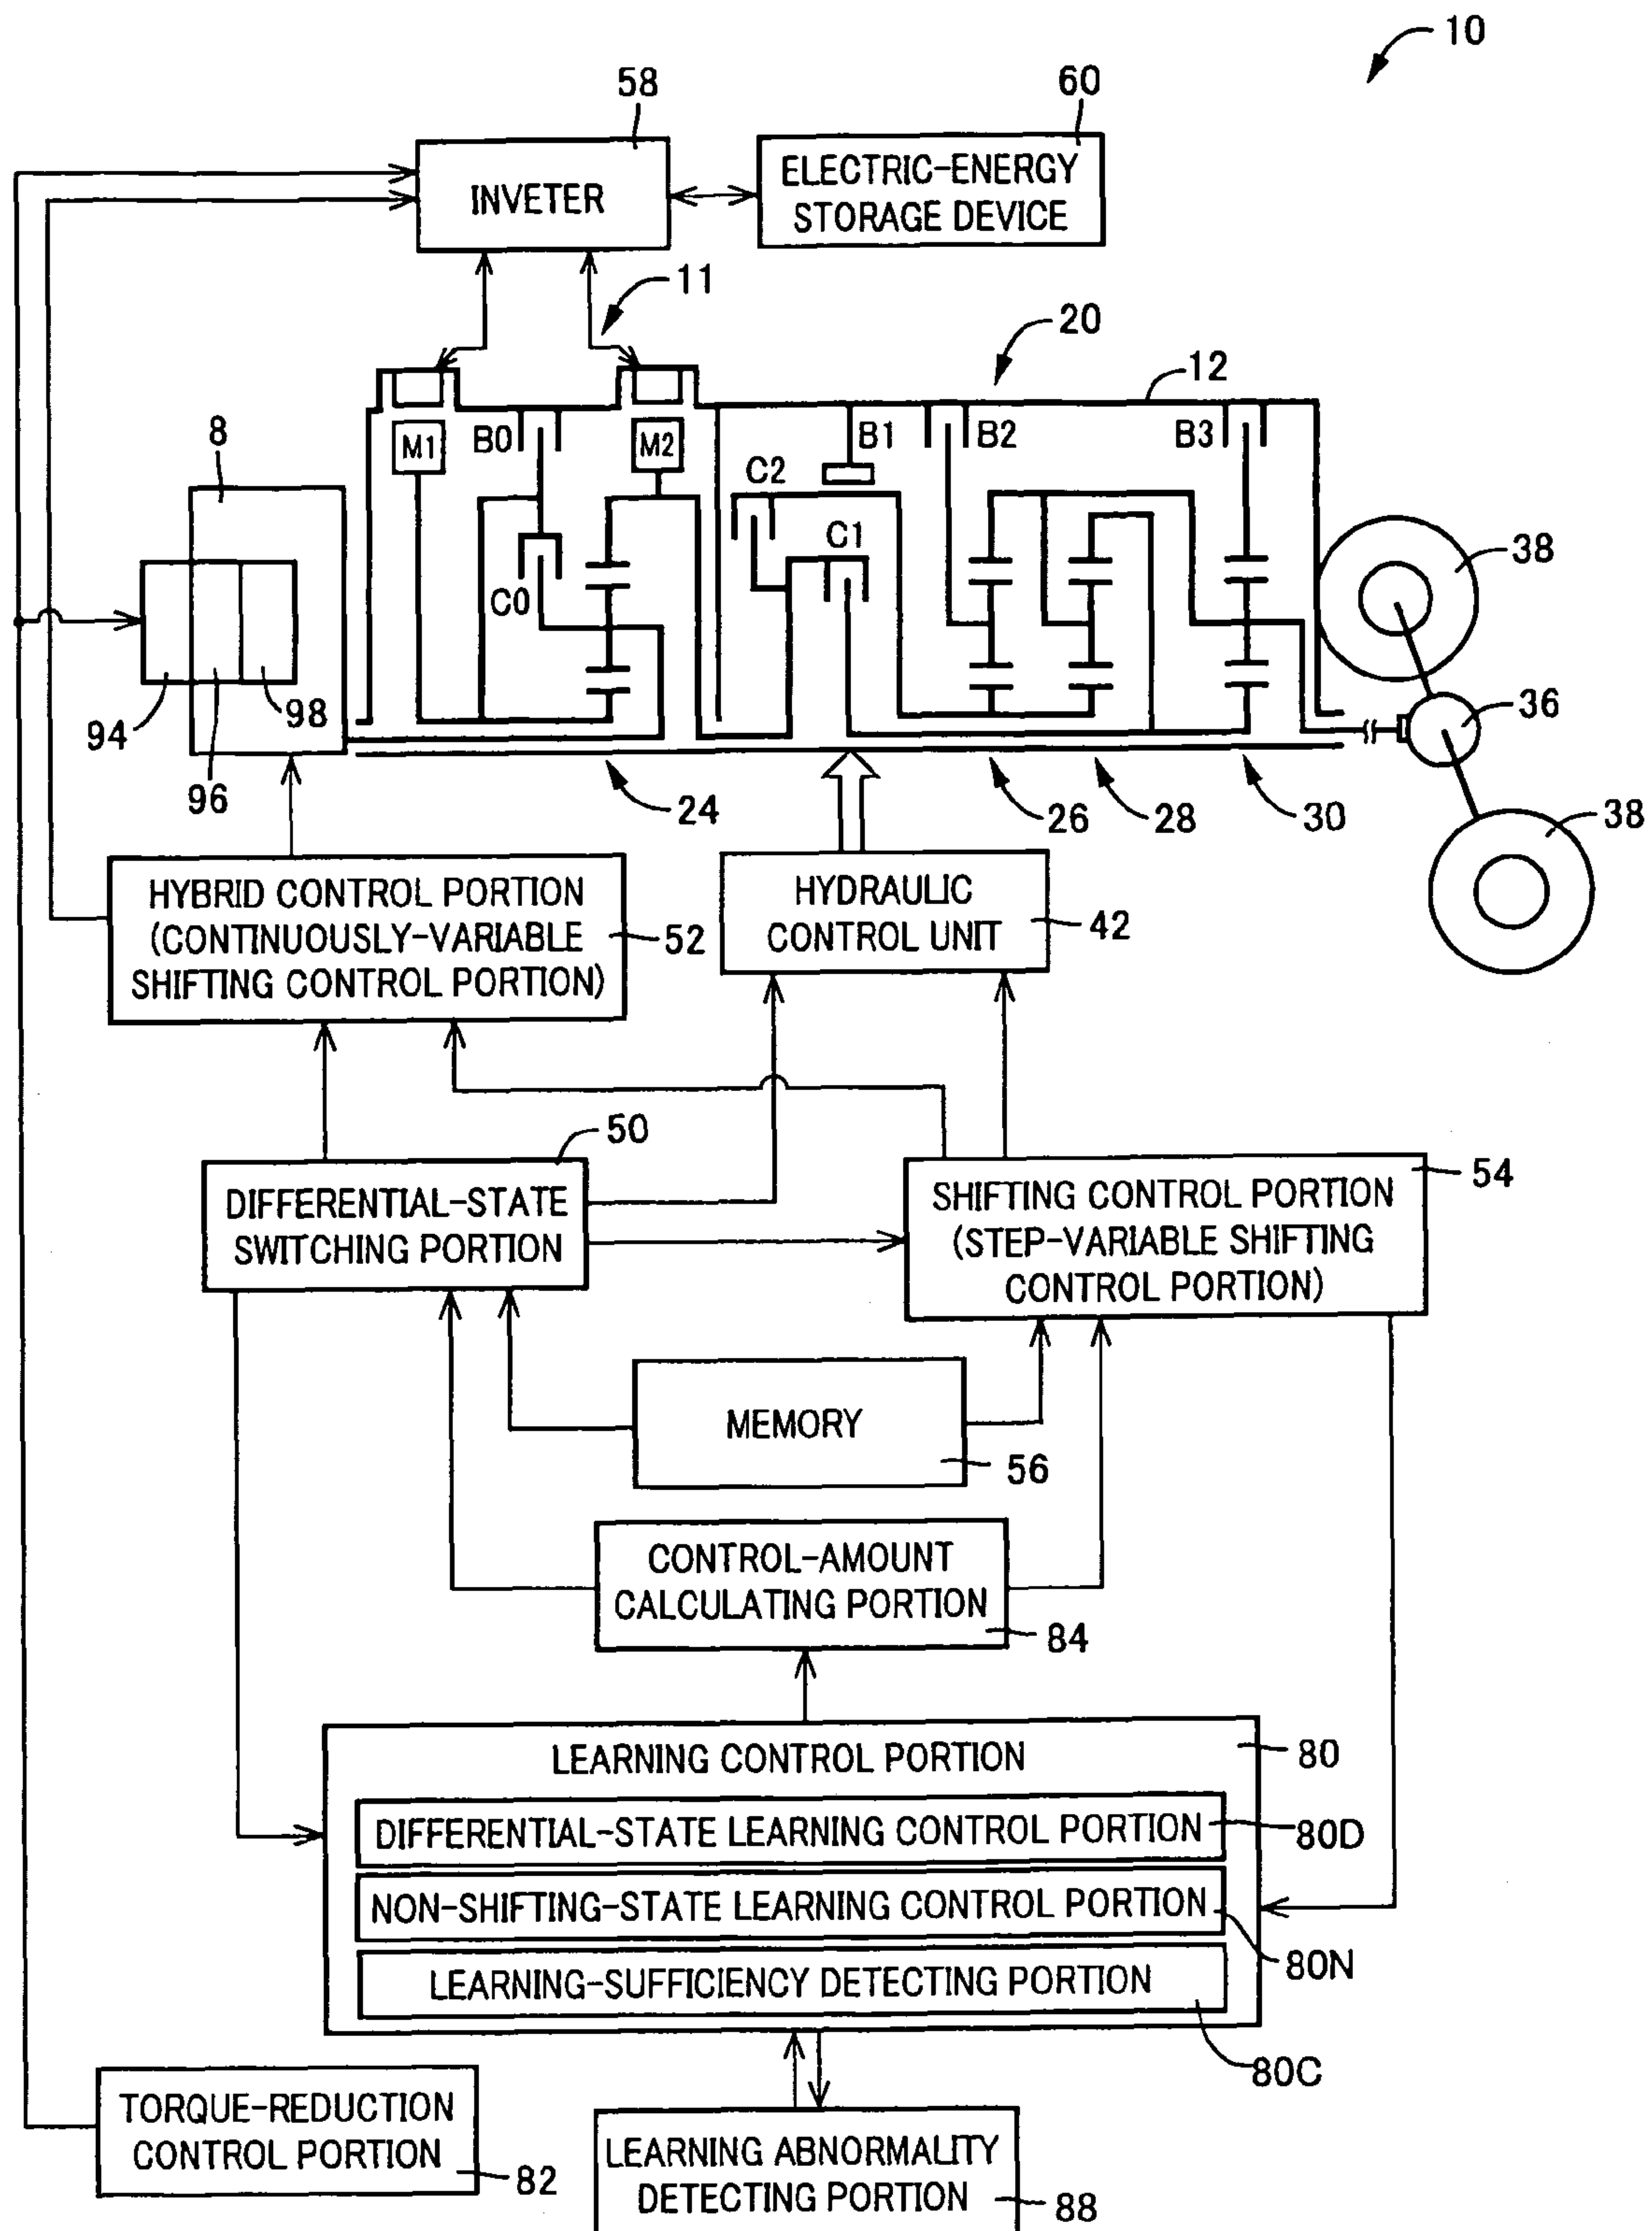 10
58
60
INVETER
ELECTRIC-ENERGY
STORAGE DEVICE
11
20
12
8
M1
B0
M2
B1
B2
B3
C2
C1
C0
38
94
98
96
36
24
26
28
30
38
HYBRID CONTROL PORTION
(CONTINUOUSLY-VARIABLE
SHIFTING CONTROL PORTION)
52
HYDRAULIC
CONTROL UNIT
42
50
DIFFERENTIAL-STATE
SWITCHING PORTION
SHIFTING CONTROL PORTION
(STEP-VARIABLE SHIFTING
CONTROL PORTION)
54
MEMORY
56
CONTROL-AMOUNT
CALCULATING PORTION
84
LEARNING CONTROL PORTION
80
DIFFERENTIAL-STATE LEARNING CONTROL PORTION
80D
NON-SHIFTING-STATE LEARNING CONTROL PORTION
80N
LEARNING-SUFFICIENCY DETECTING PORTION
80C
TORQUE-REDUCTION
CONTROL PORTION
82
LEARNING ABNORMALITY
DETECTING PORTION
88